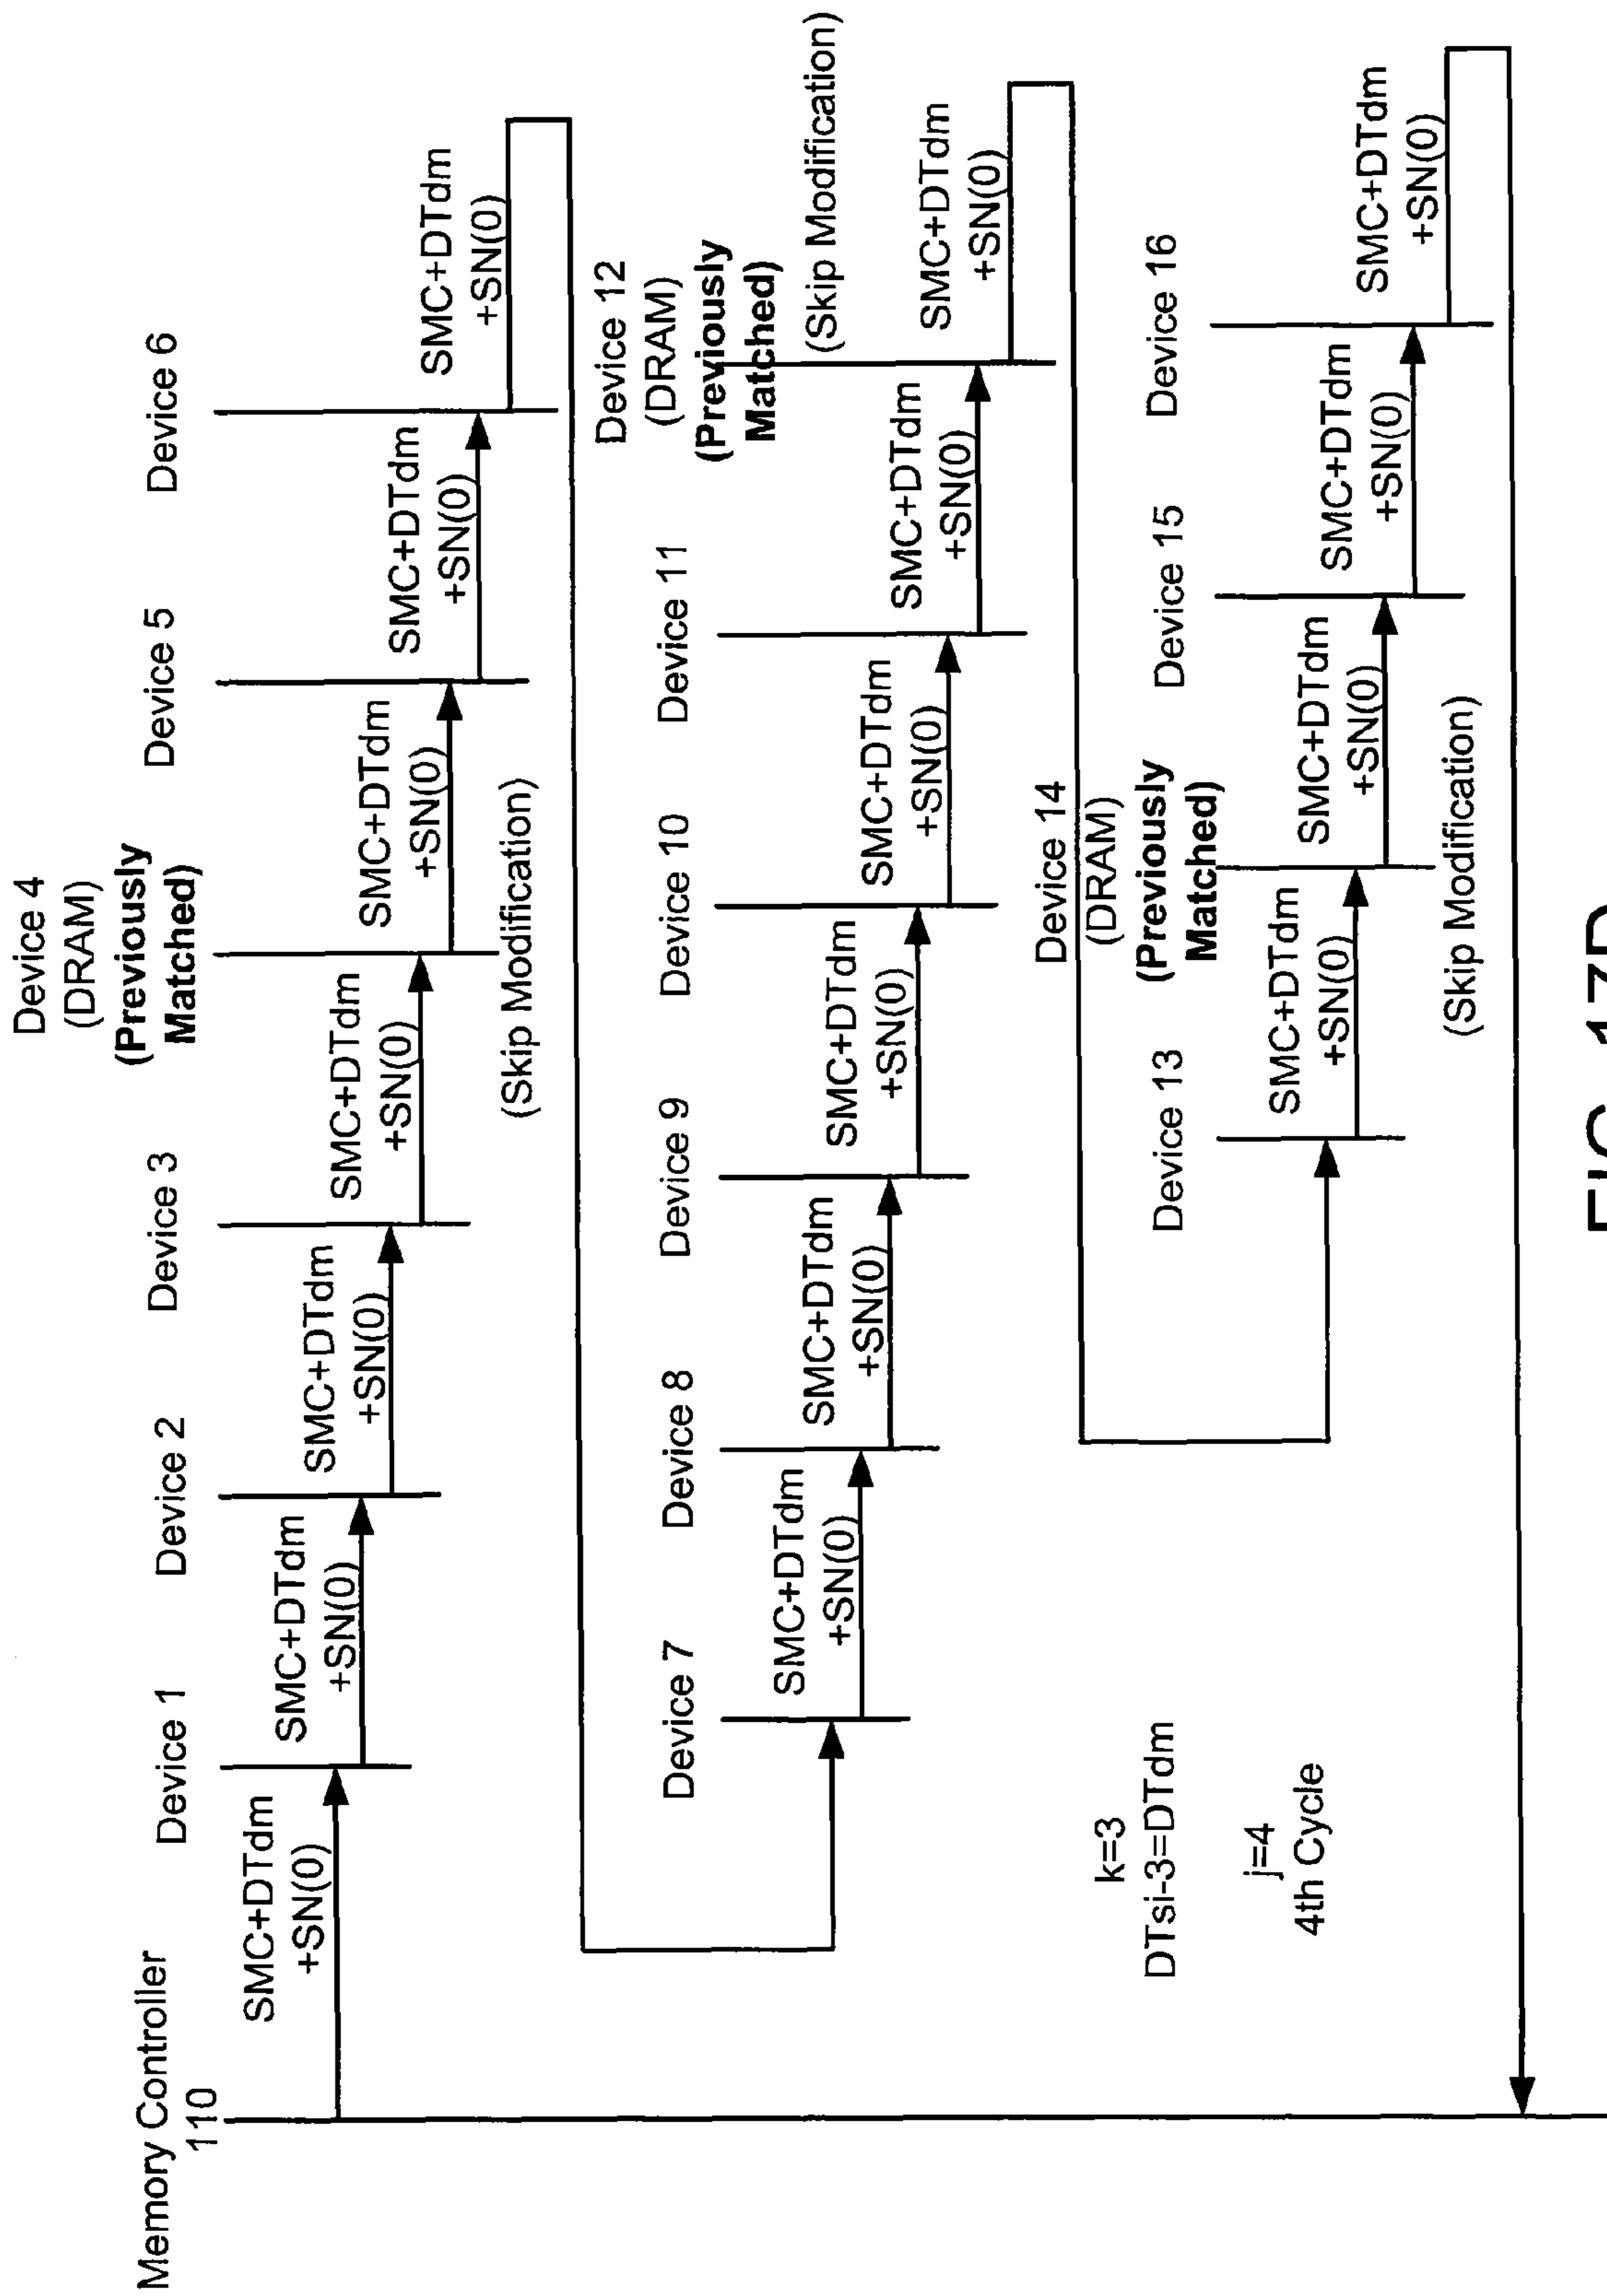 Memory Controller
110
Device 1
Device 2
Device 3
Device 4
(DRAM)
(Previously
Matched)
Device 5
Device 6
SMC+DTdm
+SN(0)
SMC+DTdm
+SN(0)
SMC+DTdm
+SN(0)
SMC+DTdm
+SN(0)
SMC+DTdm
+SN(0)
SMC+DTdm
+SN(0)
SMC+DTdm
+SN(0)
(Skip Modification)
Device 7
Device 8
Device 9
Device 10
Device 11
Device 12
(DRAM)
(Previously
Matched)
(Skip Modification)
SMC+DTdm
+SN(0)
SMC+DTdm
+SN(0)
SMC+DTdm
+SN(0)
SMC+DTdm
+SN(0)
SMC+DTdm
+SN(0)
SMC+DTdm
+SN(0)
k=3
DTsi-3=DTdm
j=4
4th Cycle
Device 13
Device 14
(DRAM)
(Previously
Matched)
Device 15
Device 16
SMC+DTdm
+SN(0)
SMC+DTdm
+SN(0)
SMC+DTdm
+SN(0)
SMC+DTdm
+SN(0)
(Skip Modification)